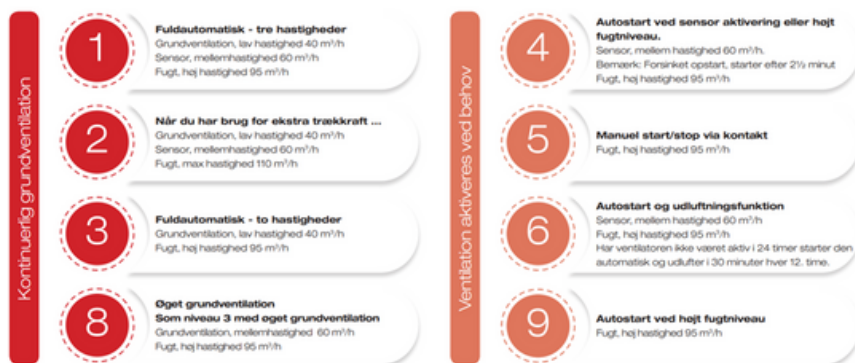 Kontinuerlig grundventilation
1
Fuldautomatisk - tre hastigheder
Grundventilation, lav hastighed 40 m³/h
Sensor, mellemhastighed 60 m³/h
Fugt, høj hastighed 95 m³/h
2
Når du har brug for ekstra trækkraft ...
Grundventilation, lav hastighed 40 m³/h
Sensor, mellemhastighed 60 m³/h
Fugt, max hastighed 110 m³/h
3
Fuldautomatisk - to hastigheder
Grundventilation, lav hastighed 40 m³/h
Fugt, høj hastighed 95 m³/h
8
Øget grundventilation
Som niveau 3 med øget grundventilation
Grundventilation, mellemhastighed 60 m³/h
Fugt, høj hastighed 95 m³/h
Ventilation aktiveres ved behov
4
Autostart ved sensor aktivering eller højt
fugtniveau.
Sensor, mellem hastighed 60 m³/h.
Bemærk: Forsinket opstart, starter efter 2½ minut
Fugt, høj hastighed 95 m³/h
5
Manuel start/stop via kontakt
Fugt, høj hastighed 95 m³/h
6
Autostart og udluftningsfunktion
Sensor, mellem hastighed 60 m³/h
Fugt, høj hastighed 95 m³/h
Har ventilatoren ikke været aktiv i 24 timer starter den
automatisk og udlufter i 30 minuter hver 12. time.
9
Autostart ved højt fugtniveau
Fugt, høj hastighed 95 m³/h